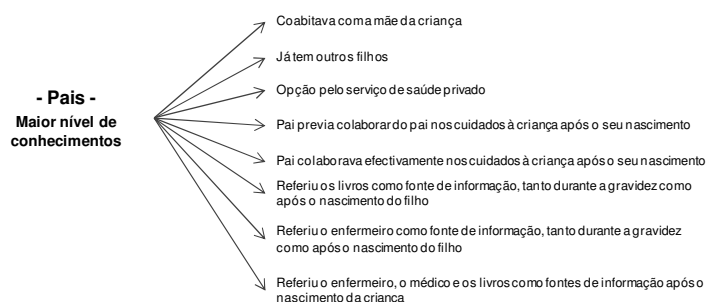 - Pais -
Maior nível de
conhecimentos
Coabitava com a mãe da criança
Já tem outros filhos
Opção pelo serviço de saúde privado
Pai previa colaborar do pai nos cuidados à criança após o seu nascimento
Pai colaborava efectivamente nos cuidados à criança após o seu nascimento
Referiu os livros como fonte de informação, tanto durante a gravidez como
após o nascimento do filho
Referiu o enfermeiro como fonte de informação, tanto durante a gravidez
como após o nascimento do filho
Referiu o enfermeiro, o médico e os livros como fontes de informação após o
nascimento da criança